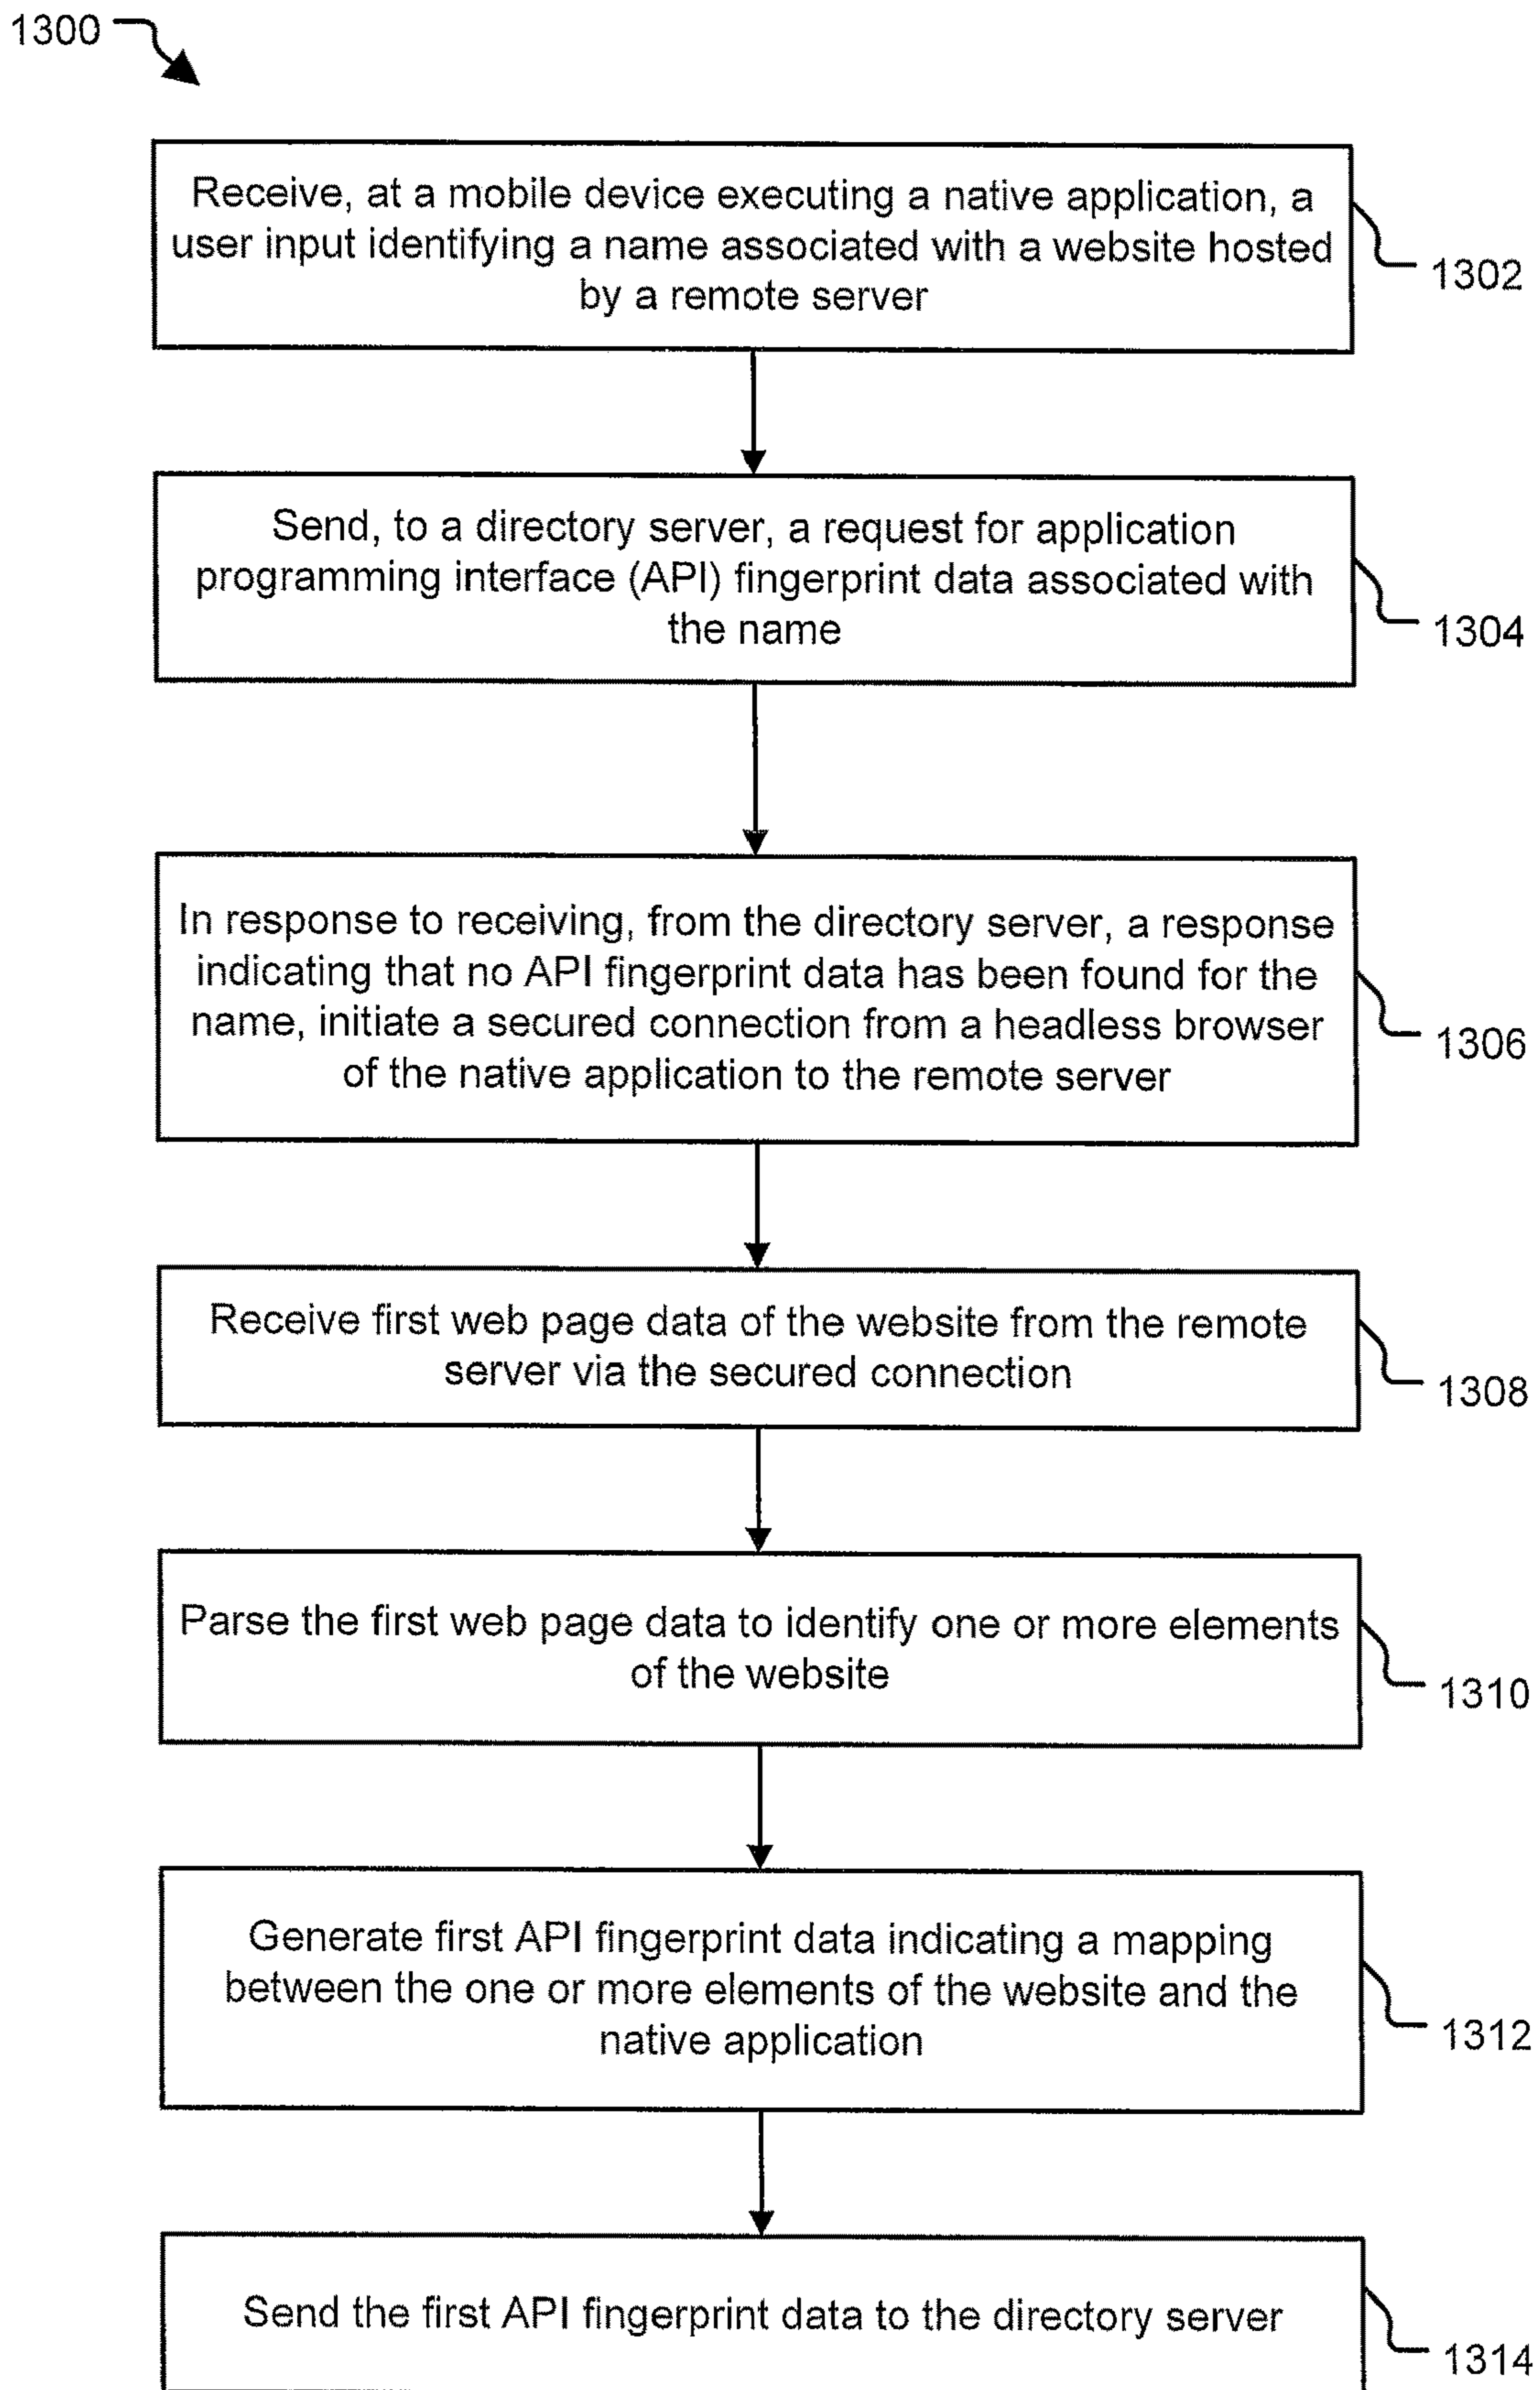 1300
Receive, at a mobile device executing a native application, a
user input identifying a name associated with a website hosted
by a remote server
1302
Send, to a directory server, a request for application
programming interface (API) fingerprint data associated with
the name
1304
In response to receiving, from the directory server, a response
indicating that no API fingerprint data has been found for the
name, initiate a secured connection from a headless browser
of the native application to the remote server
1306
Receive first web page data of the website from the remote
server via the secured connection
1308
Parse the first web page data to identify one or more elements
of the website
1310
Generate first API fingerprint data indicating a mapping
between the one or more elements of the website and the
native application
1312
Send the first API fingerprint data to the directory server
1314